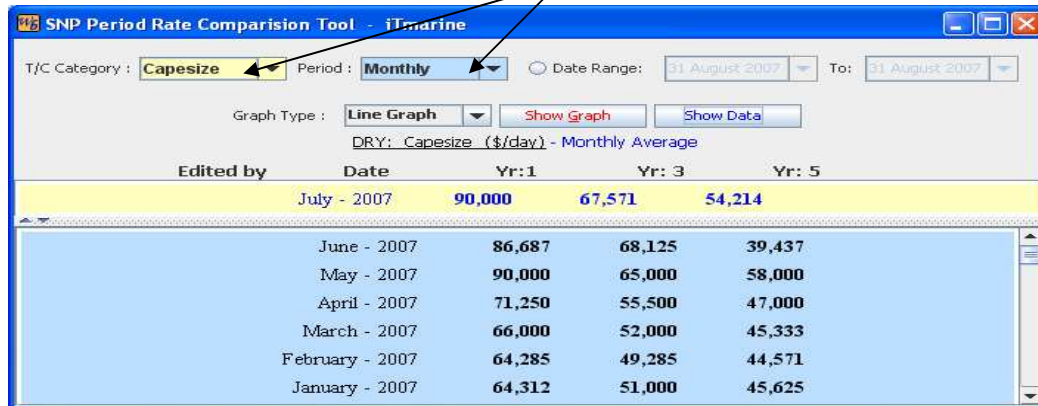 SNP Period Rate Comparision Tool - iTmarine
T/C Category : Capesize Period : Monthly Date Range: 31 August 2007 To: 31 August 2007
Graph Type : Line Graph Show Graph Show Data
DRY: Capesize ($/day) - Monthly Average
Edited by Date Yr:1 Yr: 3 Yr: 5
July - 2007 90,000 67,571 54,214
June - 2007 86,687 68,125 39,437
May - 2007 90,000 65,000 58,000
April - 2007 71,250 55,500 47,000
March - 2007 66,000 52,000 45,333
February - 2007 64,285 49,285 44,571
January - 2007 64,312 51,000 45,625